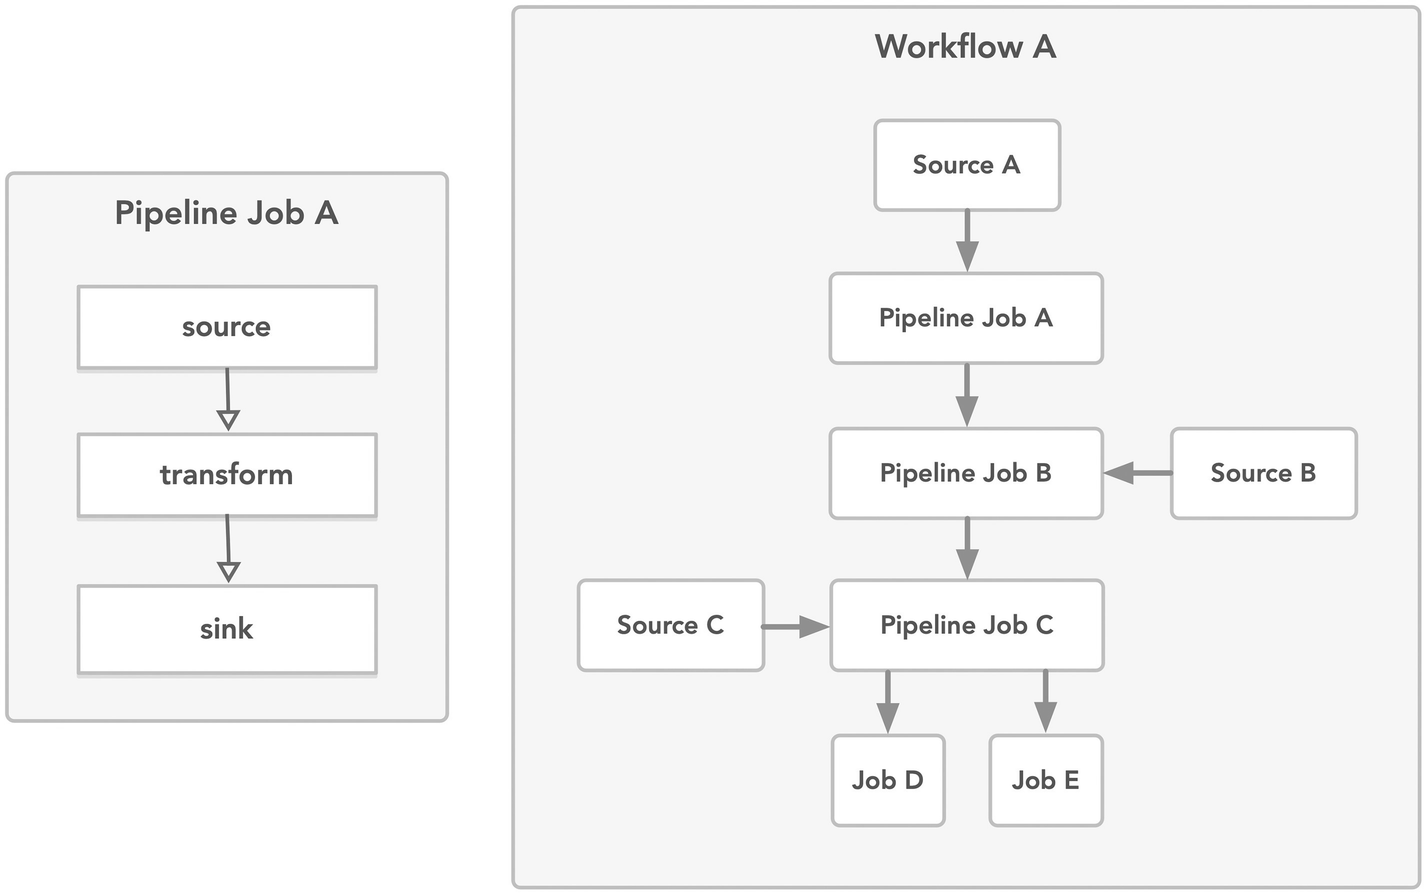 Pipeline Job A
source
transform
sink
Workflow A
Source A
Pipeline Job A
Pipeline Job B
Source B
Source C
Pipeline Job C
Job D
Job E